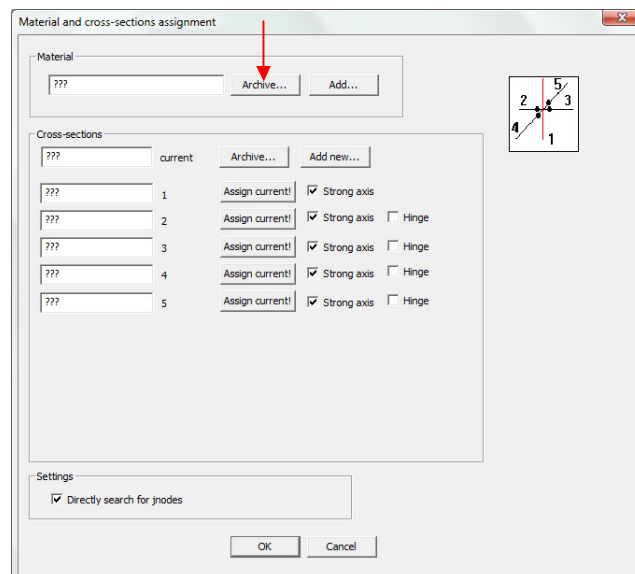 Material and cross-sections assignment
Material
??? Archive... Add...
5
2 3
4
1
Cross-sections
??? current Archive... Add new...
??? 1 Assign current! Strong axis
??? 2 Assign current! Strong axis Hinge
??? 3 Assign current! Strong axis Hinge
??? 4 Assign current! Strong axis Hinge
??? 5 Assign current! Strong axis Hinge
Settings
Directly search for jnodes
OK Cancel